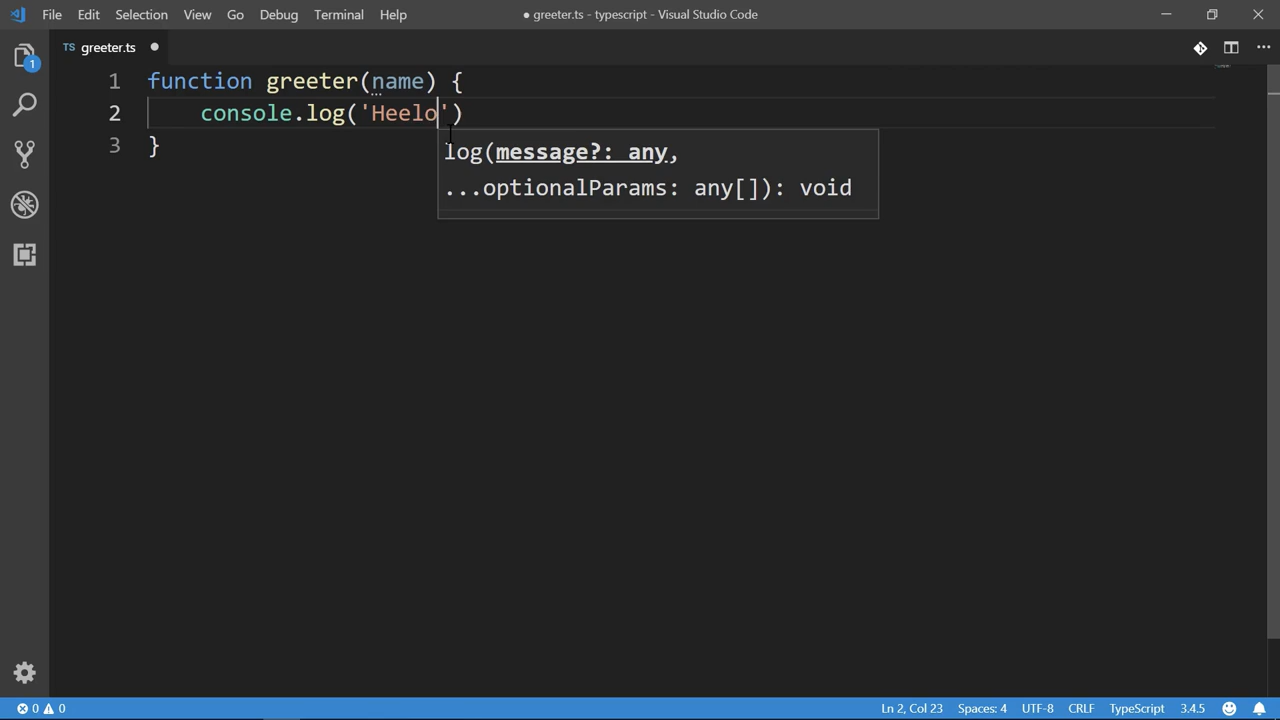 File Edit Selection View Go Debug Terminal Help ● greeter.ts - typescript - Visual Studio Code
1
TS greeter.ts ●
1 function greeter(name) {
2 console.log('Heelo')
3 }
log(message?: any,
...optionalParams: any[]): void
0 0 Ln 2, Col 23 Spaces: 4 UTF-8 CRLF TypeScript 3.4.5